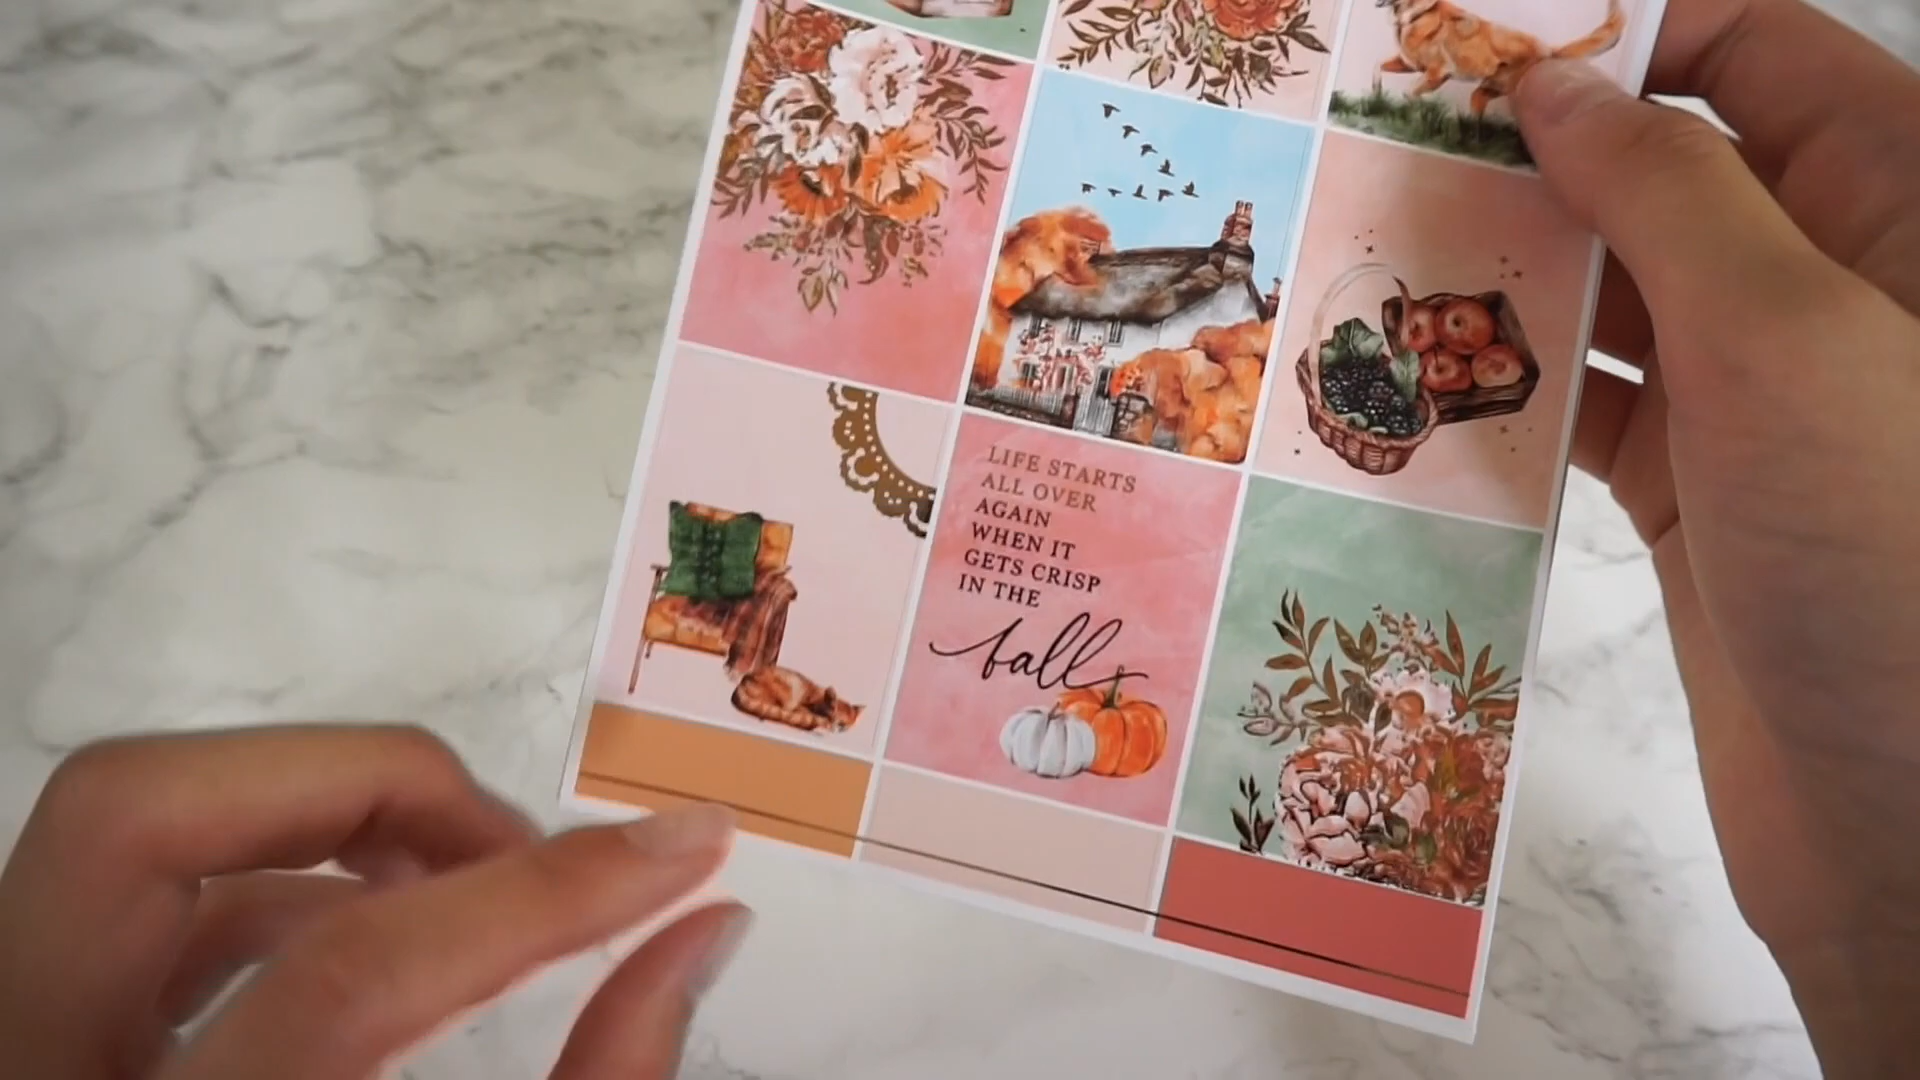 LIFE STARTS
ALL OVER
AGAIN
WHEN IT
GETS CRISP
IN THE
fall